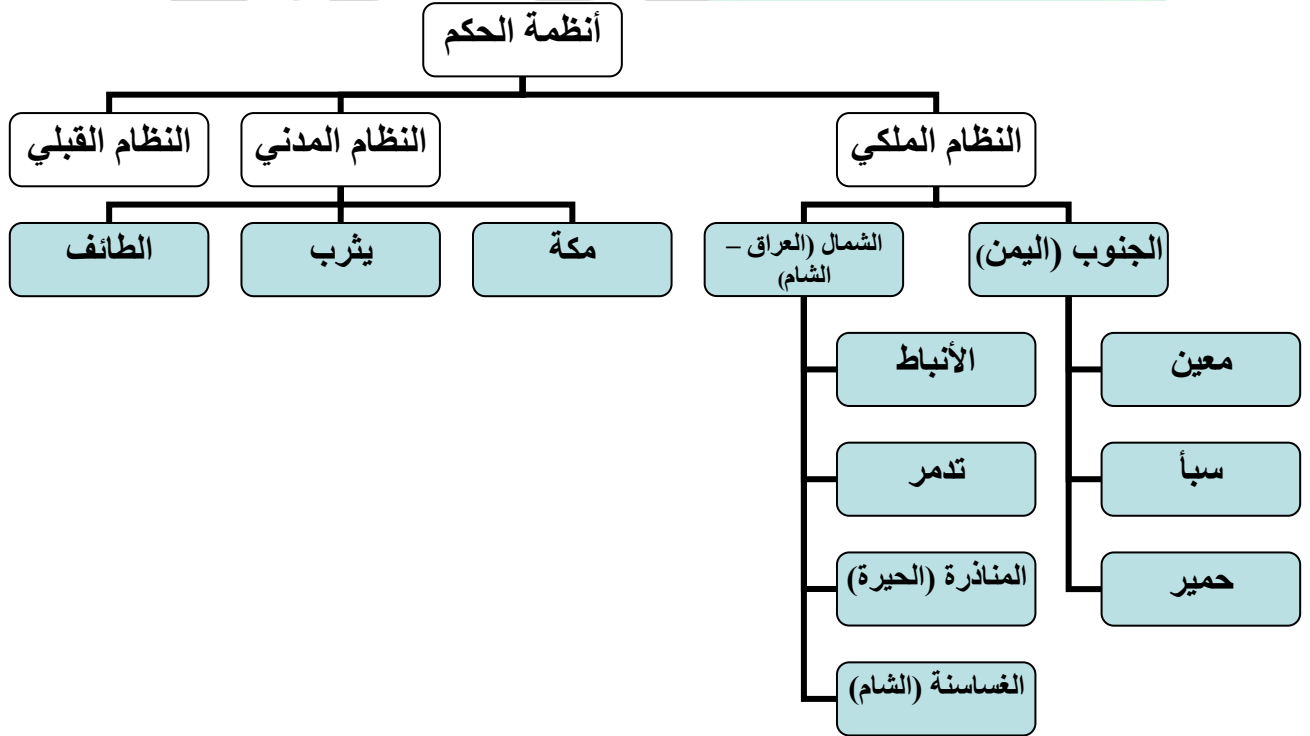 أنظمة الحكم
النظام الملكي
النظام المدني
النظام القبلي
الجنوب (اليمن)
الشمال (العراق –
الشام)
مكة
يثرب
الطائف
معين
سبأ
حمير
الأنباط
تدمر
المناذرة (الحيرة)
الغساسنة (الشام)